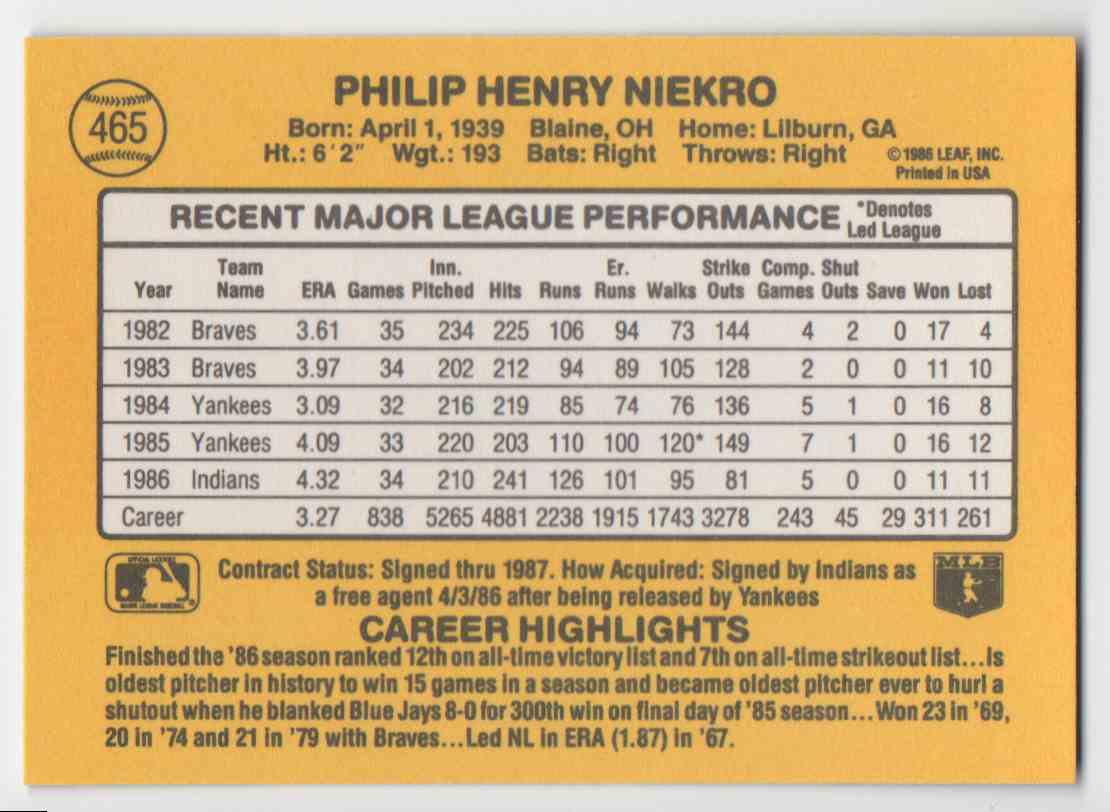 465
PHILIP HENRY NIEKRO
Born: April 1, 1939 Blaine, OH Home: Lilburn, GA
Ht.: 6'2" Wgt.: 193 Bats: Right Throws: Right
©1986 LEAF, INC.
Printed in USA
RECENT MAJOR LEAGUE PERFORMANCE *Denotes
Led League
Team Inn. Er. Strike Comp. Shut
Year Name ERA Games Pitched Hits Runs Runs Walks Outs Games Outs Save Won Lost
1982 Braves 3.61 35 234 225 106 94 73 144 4 2 0 17 4
1983 Braves 3.97 34 202 212 94 89 105 128 2 0 0 11 10
1984 Yankees 3.09 32 216 219 85 74 76 136 5 1 0 16 8
1985 Yankees 4.09 33 220 203 110 100 120* 149 7 1 0 16 12
1986 Indians 4.32 34 210 241 126 101 95 81 5 0 0 11 11
Career 3.27 838 5265 4881 2238 1915 1743 3278 243 45 29 311 261
Contract Status: Signed thru 1987. How Acquired: Signed by Indians as
a free agent 4/3/86 after being released by Yankees
MLB
CAREER HIGHLIGHTS
Finished the '86 season ranked 12th on all-time victory list and 7th on all-time strikeout list...Is
oldest pitcher in history to win 15 games in a season and became oldest pitcher ever to hurl a
shutout when he blanked Blue Jays 8-0 for 300th win on final day of '85 season...Won 23 in '69,
20 in '74 and 21 in '79 with Braves...Led NL in ERA (1.87) in '67.